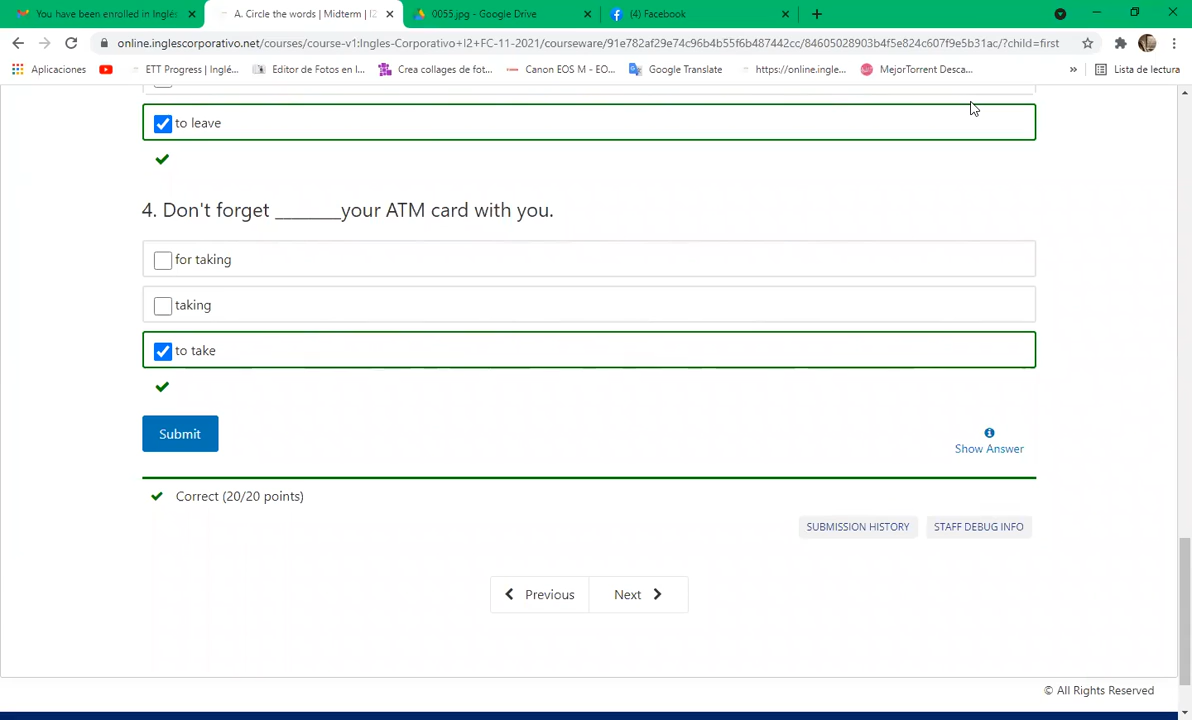 You have been enrolled in Inglés
A. Circle the words | Midterm | I2
0055.jpg - Google Drive
(4) Facebook
online.inglescorporativo.net/courses/course-v1:Ingles-Corporativo+I2+FC-11-2021/courseware/91e782af29e74c96b4b55f6b487442cc/84605028903b4f5e824c607f9e5b31ac/?child=first
Aplicaciones
ETT Progress | Inglé...
Editor de Fotos en l...
Crea collages de fot...
Canon EOS M - EO...
Google Translate
https://online.ingle...
MejorTorrent Desca...
»
Lista de lectura
to leave
4. Don't forget ________your ATM card with you.
for taking
taking
to take
Submit
Show Answer
Correct (20/20 points)
SUBMISSION HISTORY
STAFF DEBUG INFO
Previous
Next
© All Rights Reserved